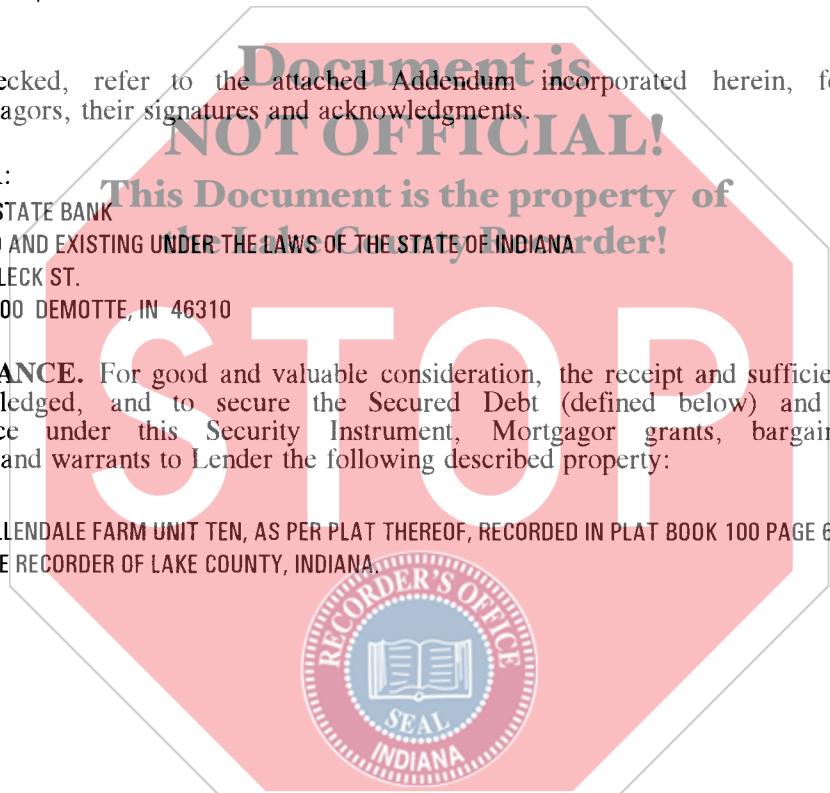 Document is
ecked, refer to the attached Addendum incorporated herein, fo
agors, their signatures and acknowledgments.
NOT OFFICIAL!
:
This Document is the property of
STATE BANK
the Lake County Recorder!
AND EXISTING UNDER THE LAWS OF THE STATE OF INDIANA
LECK ST.
00 DEMOTTE, IN 46310
STOP
ANCE. For good and valuable consideration, the receipt and sufficie
ledged, and to secure the Secured Debt (defined below) and
ce under this Security Instrument, Mortgagor grants, bargain
and warrants to Lender the following described property:
LLENDALE FARM UNIT TEN, AS PER PLAT THEREOF, RECORDED IN PLAT BOOK 100 PAGE 6
E RECORDER OF LAKE COUNTY, INDIANA.
RECORDER'S OFFICE
SEAL
INDIANA